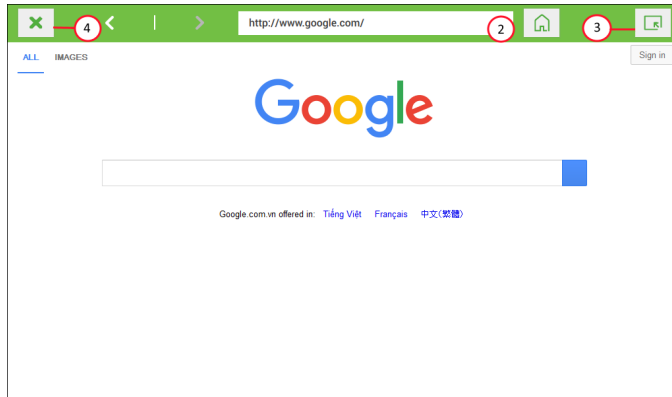 4
http://www.google.com/
2
3
ALL IMAGES
Sign in
Google
Google.com.vn offered in: Tiếng Việt Français 中文(繁體)